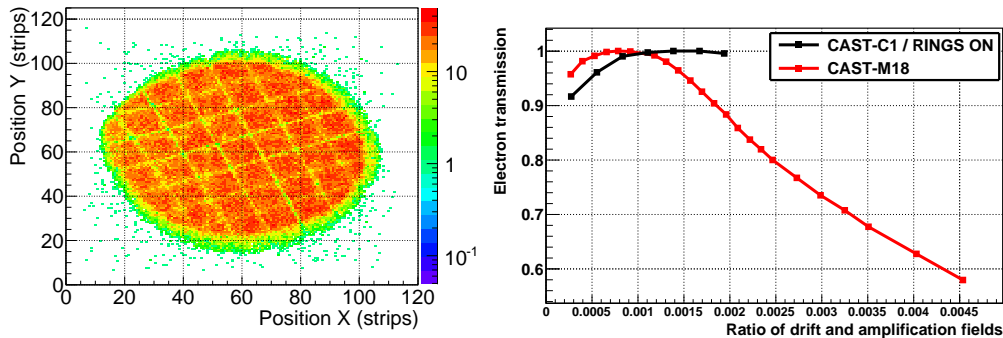 Position Y (strips)
120
100
80
60
40
20
0
0 20 40 60 80 100 120
Position X (strips)
10
1
10-1
Electron transmission
1
0.9
0.8
0.7
0.6
CAST-C1 / RINGS ON
CAST-M18
0 0.0005 0.001 0.0015 0.002 0.0025 0.003 0.0035 0.004 0.0045
Ratio of drift and amplification fields